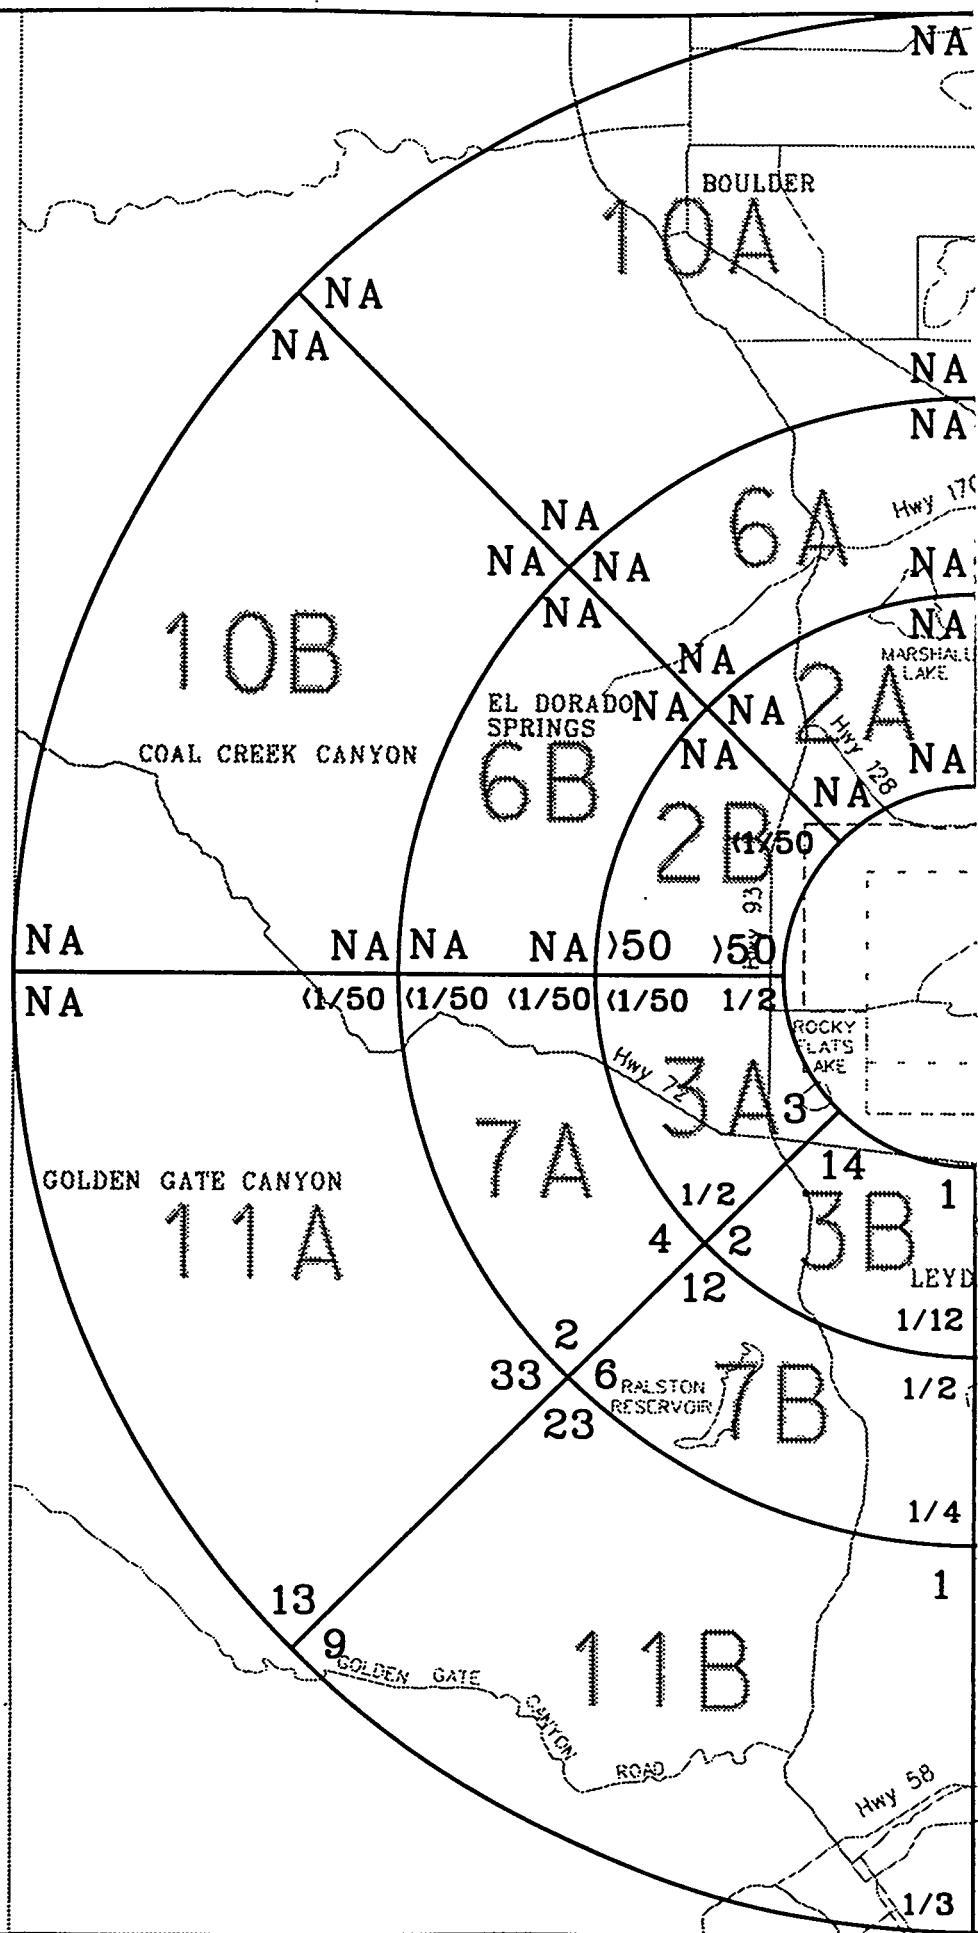 NA
BOULDER
10A
NA
NA
NA
NA
6A
Hwy 170
NA
NA
NA
NA
NA
NA
10B
NA
MARSHALL
LAKE
NA
2A
EL DORADO
SPRINGS
NA
NA
NA
Hwy 128
NA
COAL CREEK CANYON
6B
NA
2B
⟨1/50
Hwy 93
NA
NA
NA
NA
⟩50
⟩50
NA
⟨1/50
⟨1/50
⟨1/50
⟨1/50
1/2
ROCKY
FLATS
LAKE
Hwy 72
3A
3
7A
14
GOLDEN GATE CANYON
11A
1/2
1
3B
4
2
12
LEYD
1/12
2
33
6
RALSTON
RESERVOIR
7B
1/2
23
1/4
1
13
9
11B
GOLDEN GATE
CANYON
ROAD
Hwy 58
1/3